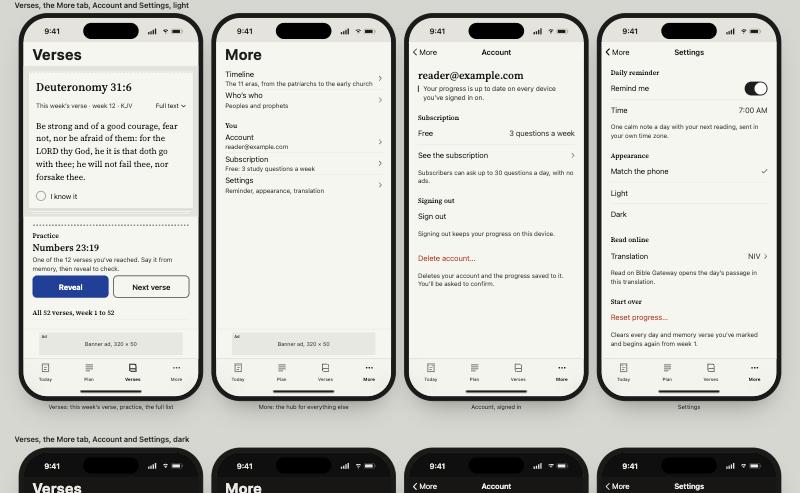 Verses, the More tab, Account and Settings, light
9:41
Verses
Deuteronomy 31:6
This week's verse · week 12 · KJV
Full text
Be strong and of a good courage, fear
not, nor be afraid of them: for the
LORD thy God, he it is that doth go
with thee; he will not fail thee, nor
forsake thee.
I know it
Practice
Numbers 23:19
One of the 12 verses you've reached. Say it from
memory, then reveal to check.
Reveal
Next verse
All 52 verses, week 1 to 52
Ad
Banner ad, 320 × 50
Today
Plan
Verses
More
Verses: this week's verse, practice, the full list
9:41
More
Timeline
The 11 eras, from the patriarchs to the early church
Who's who
Peoples and prophets
You
Account
reader@example.com
Subscription
Free: 3 study questions a week
Settings
Reminder, appearance, translation
Ad
Banner ad, 320 × 50
Today
Plan
Verses
More
More: the hub for everything else
9:41
More
Account
reader@example.com
Your progress is up to date on every device
you've signed in on.
Subscription
Free
3 questions a week
See the subscription
Subscribers can ask up to 30 questions a day, with no
ads.
Signing out
Sign out
Signing out keeps your progress on this device.
Delete account...
Deletes your account and the progress saved to it.
You'll be asked to confirm.
Today
Plan
Verses
More
Account, signed in
9:41
More
Settings
Daily reminder
Remind me
Time
7:00 AM
One calm note a day with your next reading, sent in
your own time zone.
Appearance
Match the phone
Light
Dark
Read online
Translation
NIV
Read on Bible Gateway opens the day's passage in
this translation.
Start over
Reset progress...
Clears every day and memory verse you've marked
and begins again from week 1.
Today
Plan
Verses
More
Settings
Verses, the More tab, Account and Settings, dark
9:41
Verses
9:41
More
9:41
More
Account
9:41
More
Settings